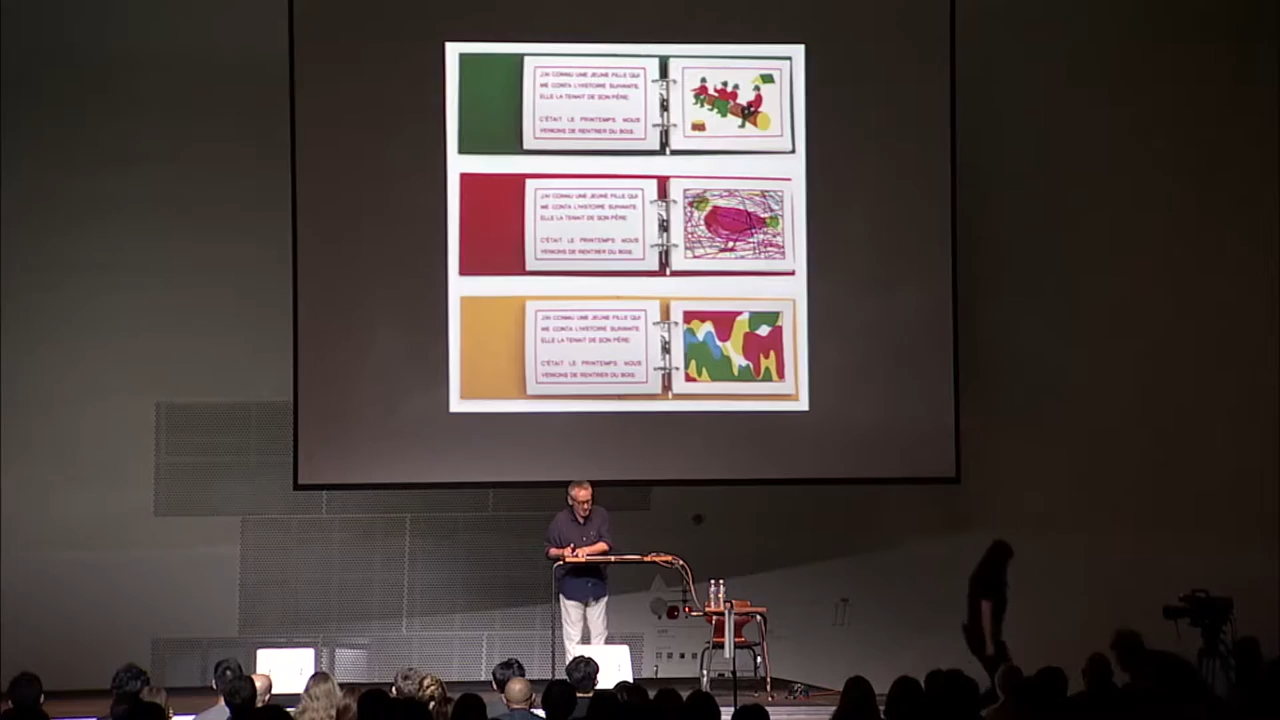 J'AI CONNU UNE JEUNE FILLE QUI
ME CONTA L'HISTOIRE SUIVANTE.
ELLE LA TENAIT DE SON PÈRE.
C'ÉTAIT LE PRINTEMPS. NOUS
VENIONS DE RENTRER DU BOIS.
J'AI CONNU UNE JEUNE FILLE QUI
ME CONTA L'HISTOIRE SUIVANTE.
ELLE LA TENAIT DE SON PÈRE.
C'ÉTAIT LE PRINTEMPS. NOUS
VENIONS DE RENTRER DU BOIS.
J'AI CONNU UNE JEUNE FILLE QUI
ME CONTA L'HISTOIRE SUIVANTE.
ELLE LA TENAIT DE SON PÈRE.
C'ÉTAIT LE PRINTEMPS. NOUS
VENIONS DE RENTRER DU BOIS.